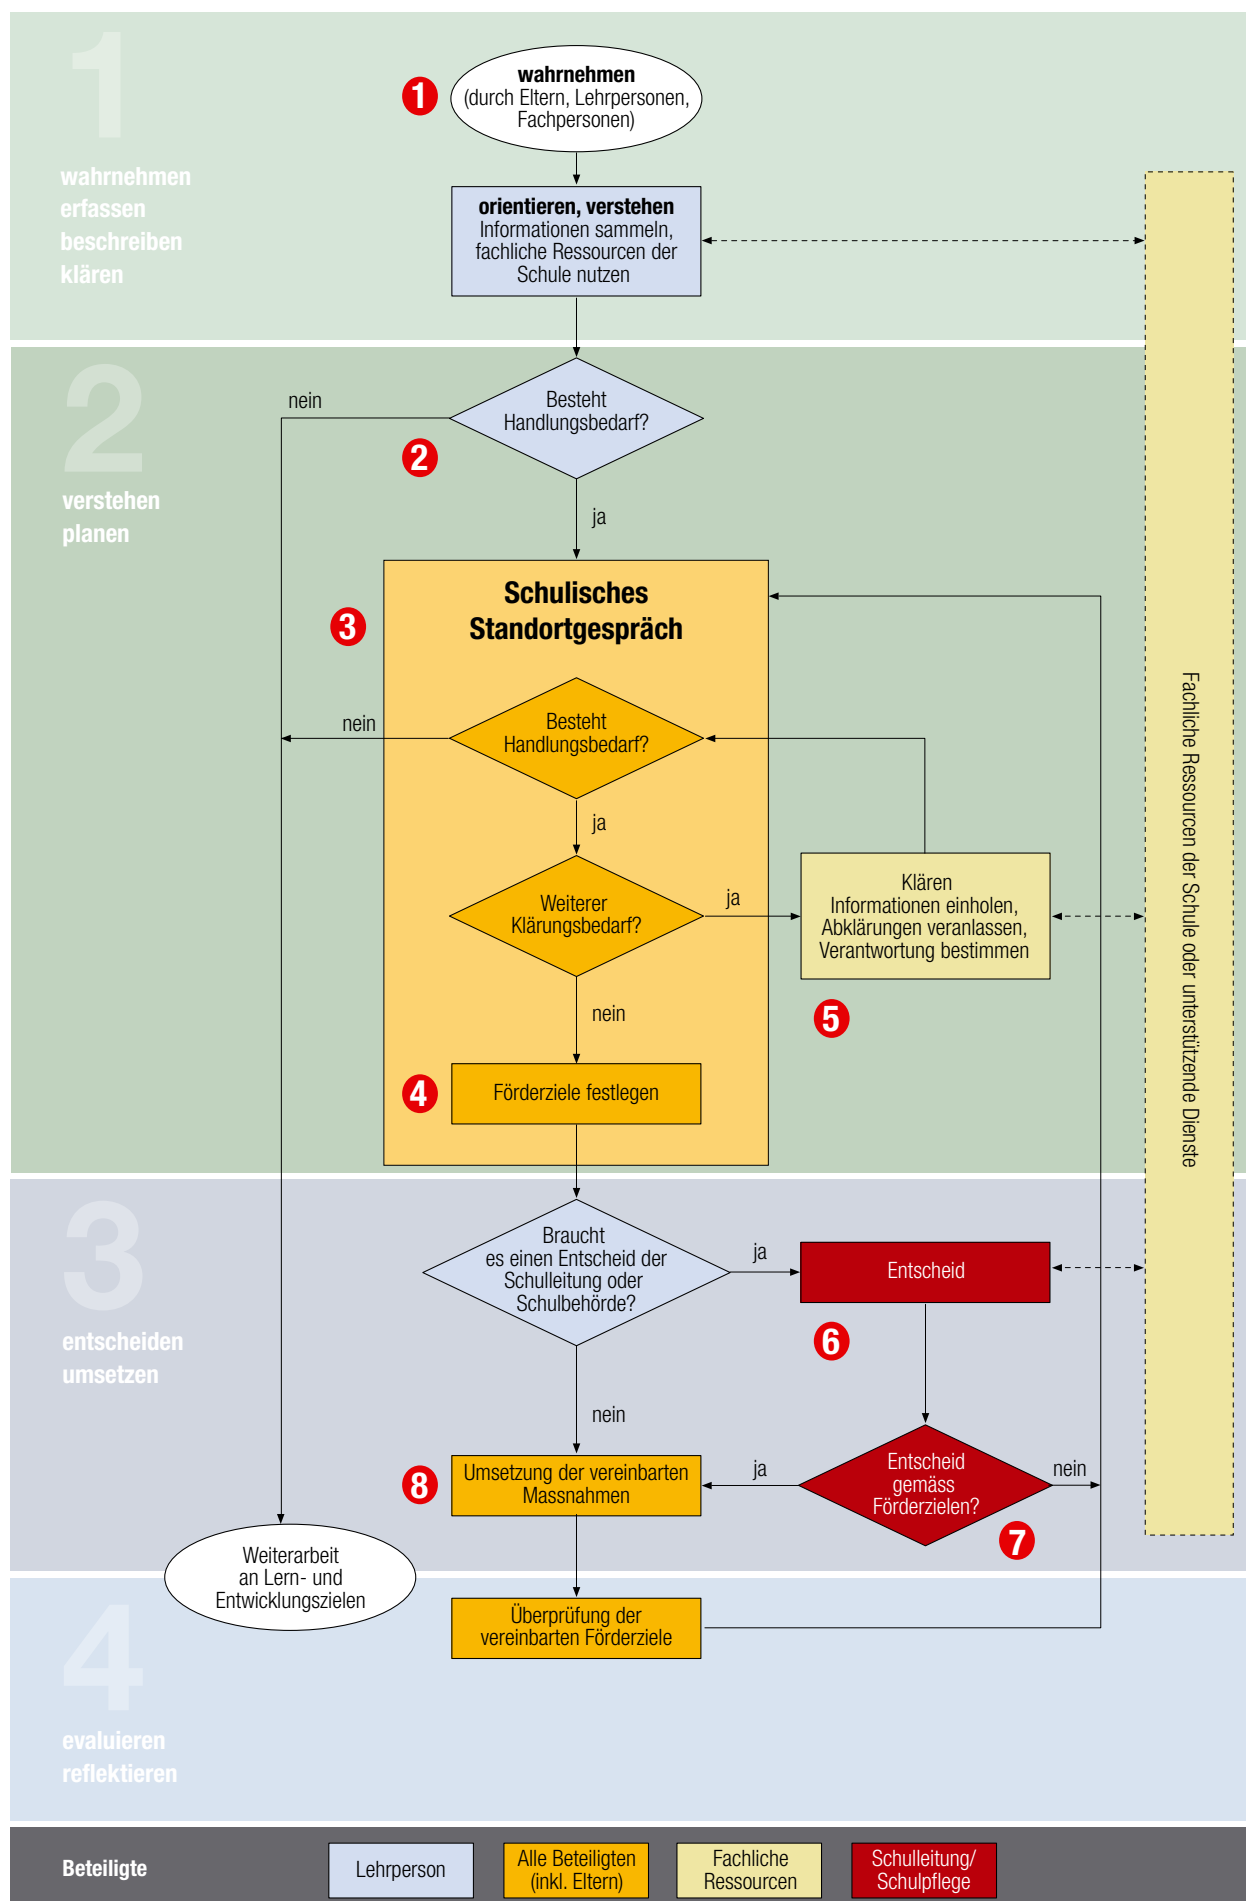 1
wahrnehmen
erfassen
beschreiben
klären
1
wahrnehmen
(durch Eltern, Lehrpersonen,
Fachpersonen)
orientieren, verstehen
Informationen sammeln,
fachliche Ressourcen der
Schule nutzen
2
verstehen
planen
nein
Besteht
Handlungsbedarf?
2
ja
3
Schulisches
Standortgespräch
nein
Besteht
Handlungsbedarf?
ja
Weiterer
Klärungsbedarf?
ja
Klären
Informationen einholen,
Abklärungen veranlassen,
Verantwortung bestimmen
5
nein
4
Förderziele festlegen
Fachliche Ressourcen der Schule oder unterstützende Dienste
3
entscheiden
umsetzen
Braucht
es einen Entscheid der
Schulleitung oder
Schulbehörde?
ja
Entscheid
6
nein
8
Umsetzung der vereinbarten
Massnahmen
ja
Entscheid
gemäss
Förderzielen?
nein
7
Weiterarbeit
an Lern- und
Entwicklungszielen
4
evaluieren
reflektieren
Überprüfung der
vereinbarten Förderziele
Beteiligte
Lehrperson
Alle Beteiligten
(inkl. Eltern)
Fachliche
Ressourcen
Schulleitung/
Schulpflege